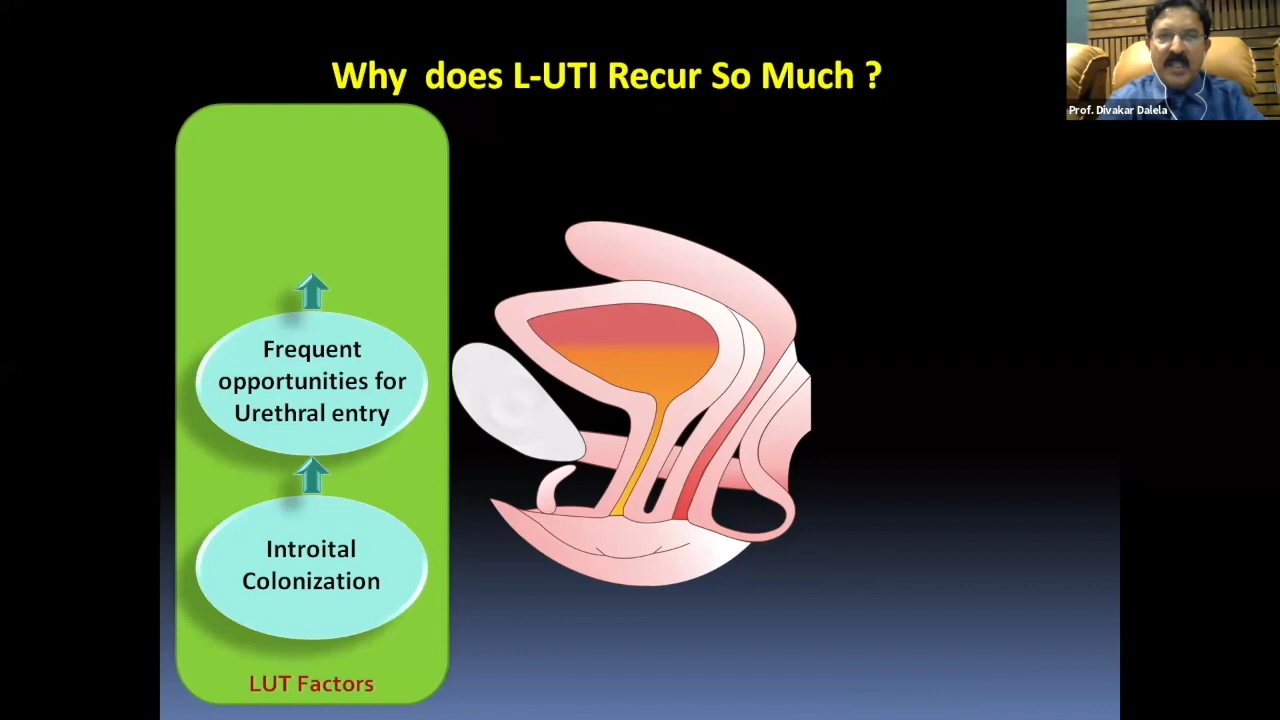 Why does L-UTI Recur So Much ?
Prof. Divakar Dalela
Frequent
opportunities for
Urethral entry
Introital
Colonization
LUT Factors